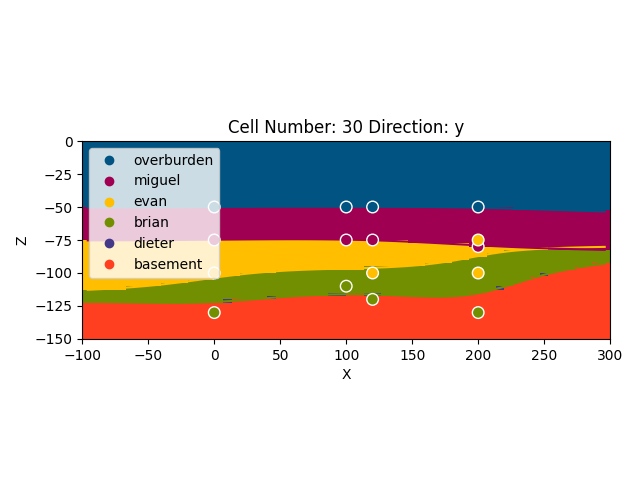 Cell Number: 30 Direction: y
0
−25
−50
−75
−100
−125
−150
Z
overburden
miguel
evan
brian
dieter
basement
−100 −50 0 50 100 150 200 250 300
X